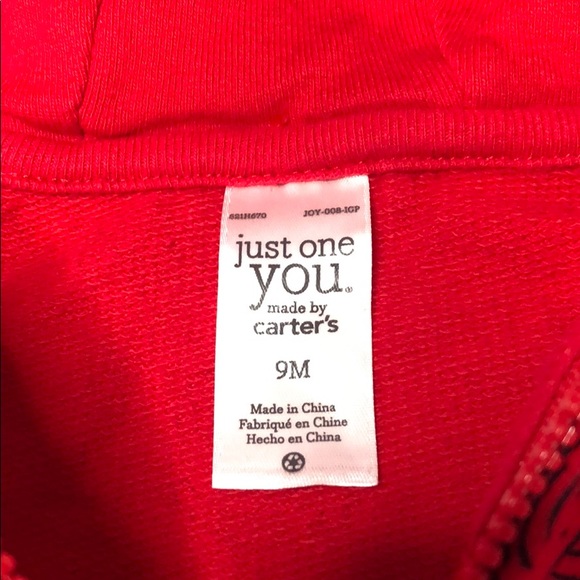 621H670 JOY-008-IGP
just one
you.
made by
carter's
9M
Made in China
Fabriqué en Chine
Hecho en China